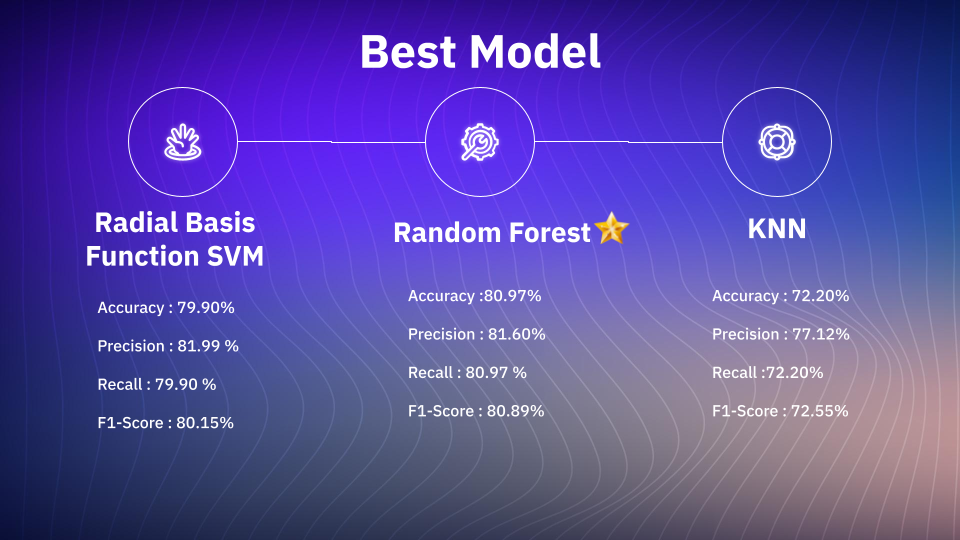 Best Model
Radial Basis
Function SVM
Accuracy : 79.90%
Precision : 81.99 %
Recall : 79.90 %
F1-Score : 80.15%
Random Forest
Accuracy :80.97%
Precision : 81.60%
Recall : 80.97 %
F1-Score : 80.89%
KNN
Accuracy : 72.20%
Precision : 77.12%
Recall :72.20%
F1-Score : 72.55%